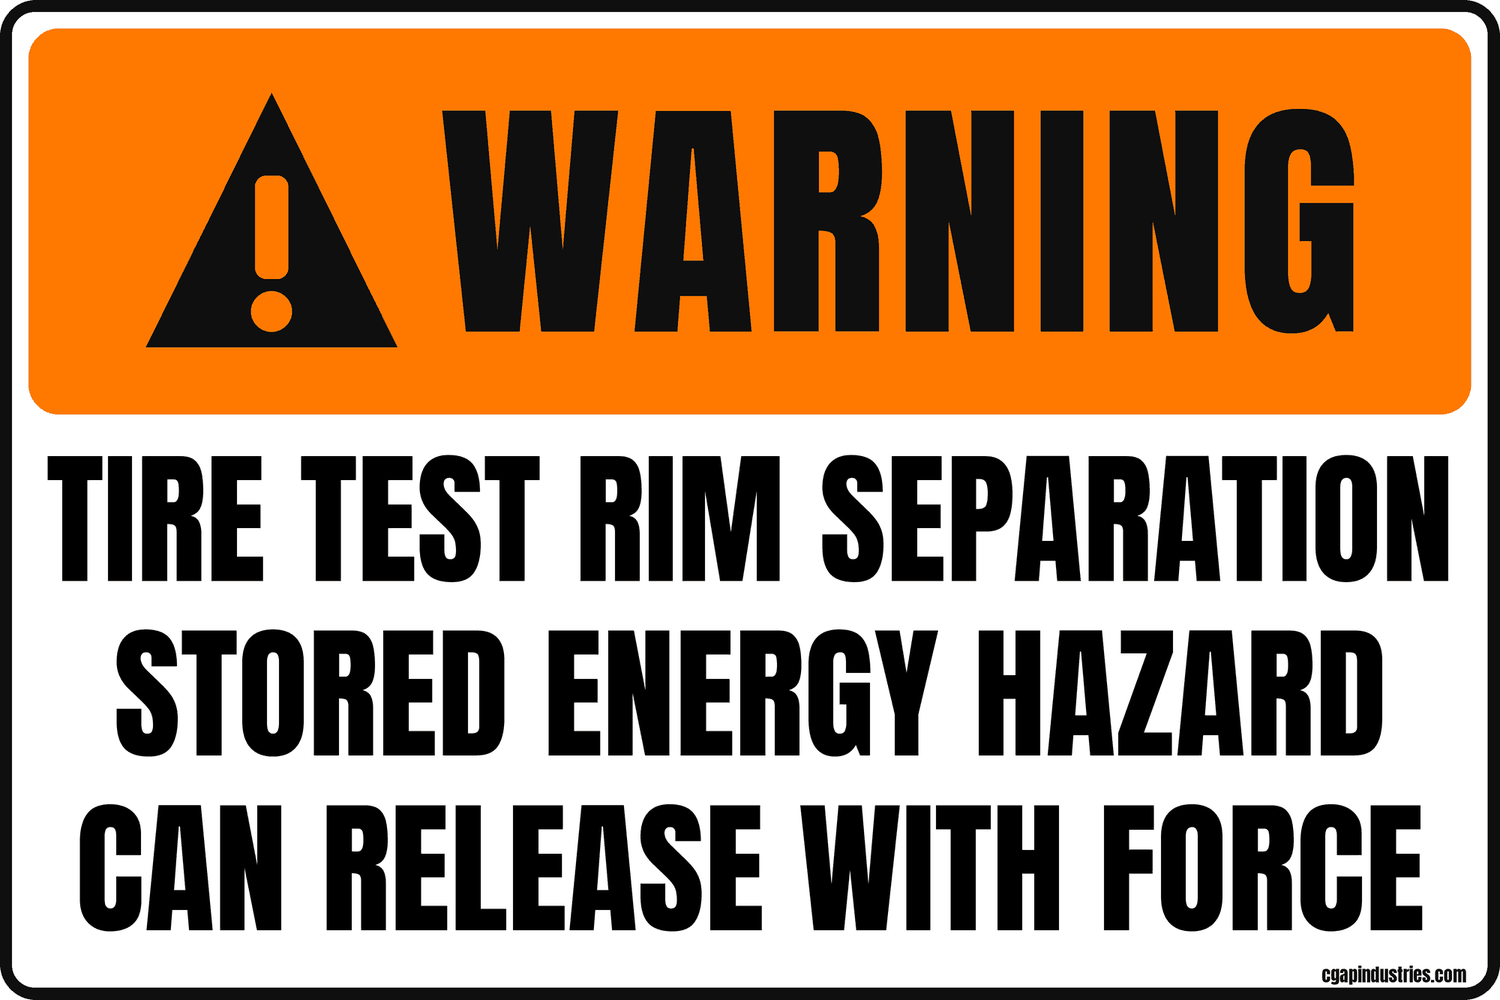 WARNING
TIRE TEST RIM SEPARATION
STORED ENERGY HAZARD
CAN RELEASE WITH FORCE
cgapindustries.com